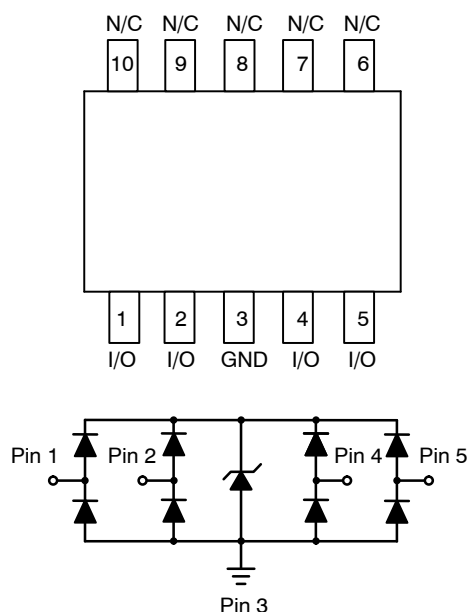 N/C N/C N/C N/C N/C
10 9 8 7 6
1 2 3 4 5
I/O I/O GND I/O I/O
Pin 1 Pin 2 Pin 4 Pin 5
Pin 3